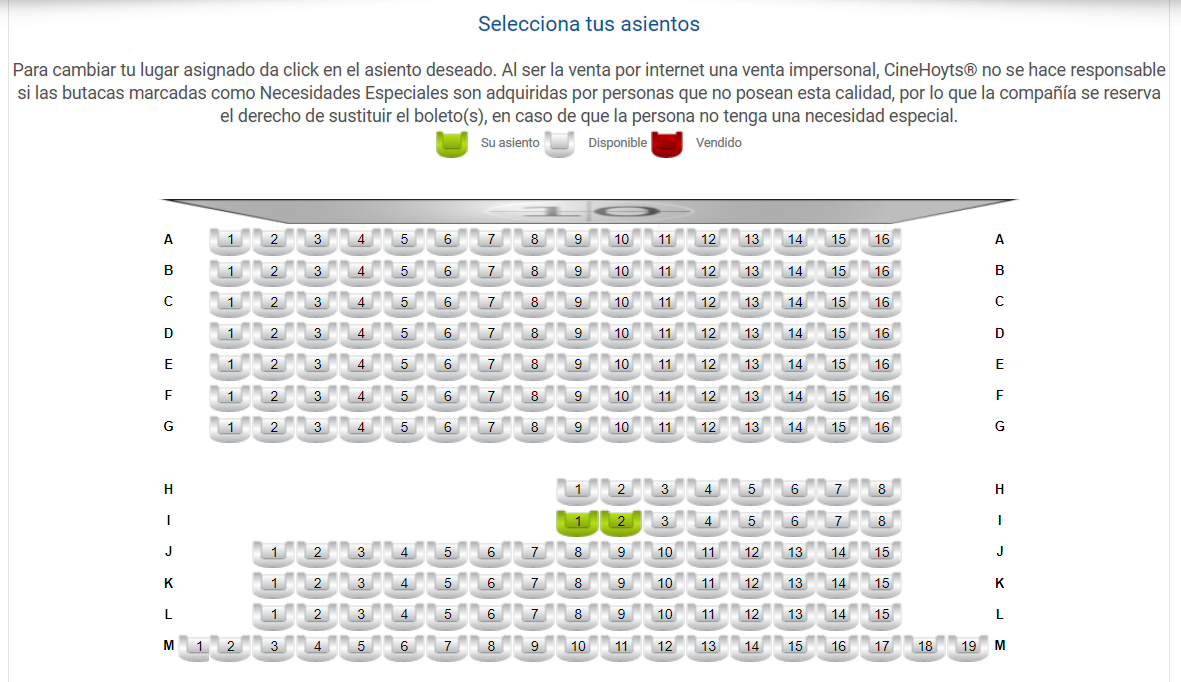 Selecciona tus asientos
Para cambiar tu lugar asignado da click en el asiento deseado. Al ser la venta por internet una venta impersonal, CineHoyts® no se hace responsable
si las butacas marcadas como Necesidades Especiales son adquiridas por personas que no posean esta calidad, por lo que la compañía se reserva
el derecho de sustituir el boleto(s), en caso de que la persona no tenga una necesidad especial.
Su asiento Disponible Vendido
10
A 1 2 3 4 5 6 7 8 9 10 11 12 13 14 15 16 A
B 1 2 3 4 5 6 7 8 9 10 11 12 13 14 15 16 B
C 1 2 3 4 5 6 7 8 9 10 11 12 13 14 15 16 C
D 1 2 3 4 5 6 7 8 9 10 11 12 13 14 15 16 D
E 1 2 3 4 5 6 7 8 9 10 11 12 13 14 15 16 E
F 1 2 3 4 5 6 7 8 9 10 11 12 13 14 15 16 F
G 1 2 3 4 5 6 7 8 9 10 11 12 13 14 15 16 G
H 1 2 3 4 5 6 7 8 H
I 1 2 3 4 5 6 7 8 I
J 1 2 3 4 5 6 7 8 9 10 11 12 13 14 15 J
K 1 2 3 4 5 6 7 8 9 10 11 12 13 14 15 K
L 1 2 3 4 5 6 7 8 9 10 11 12 13 14 15 L
M 1 2 3 4 5 6 7 8 9 10 11 12 13 14 15 16 17 18 19 M